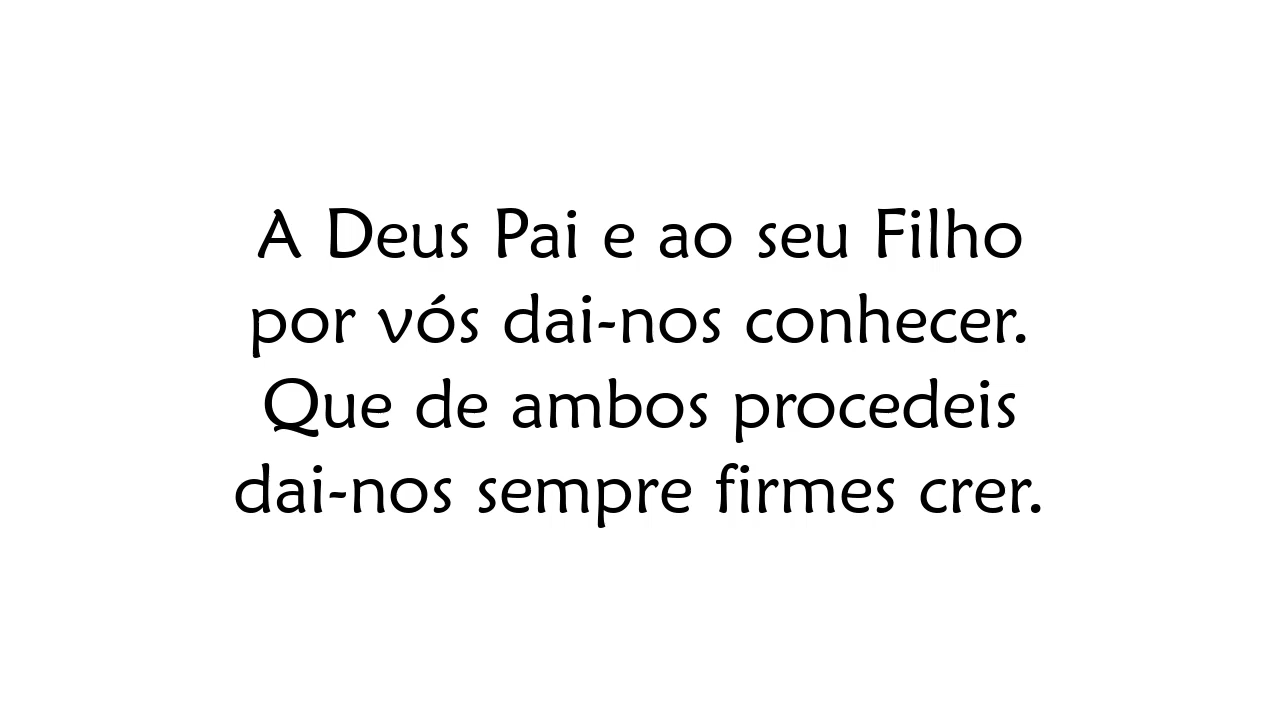 A Deus Pai e ao seu Filho
por vós dai-nos conhecer.
Que de ambos procedeis
dai-nos sempre firmes crer.